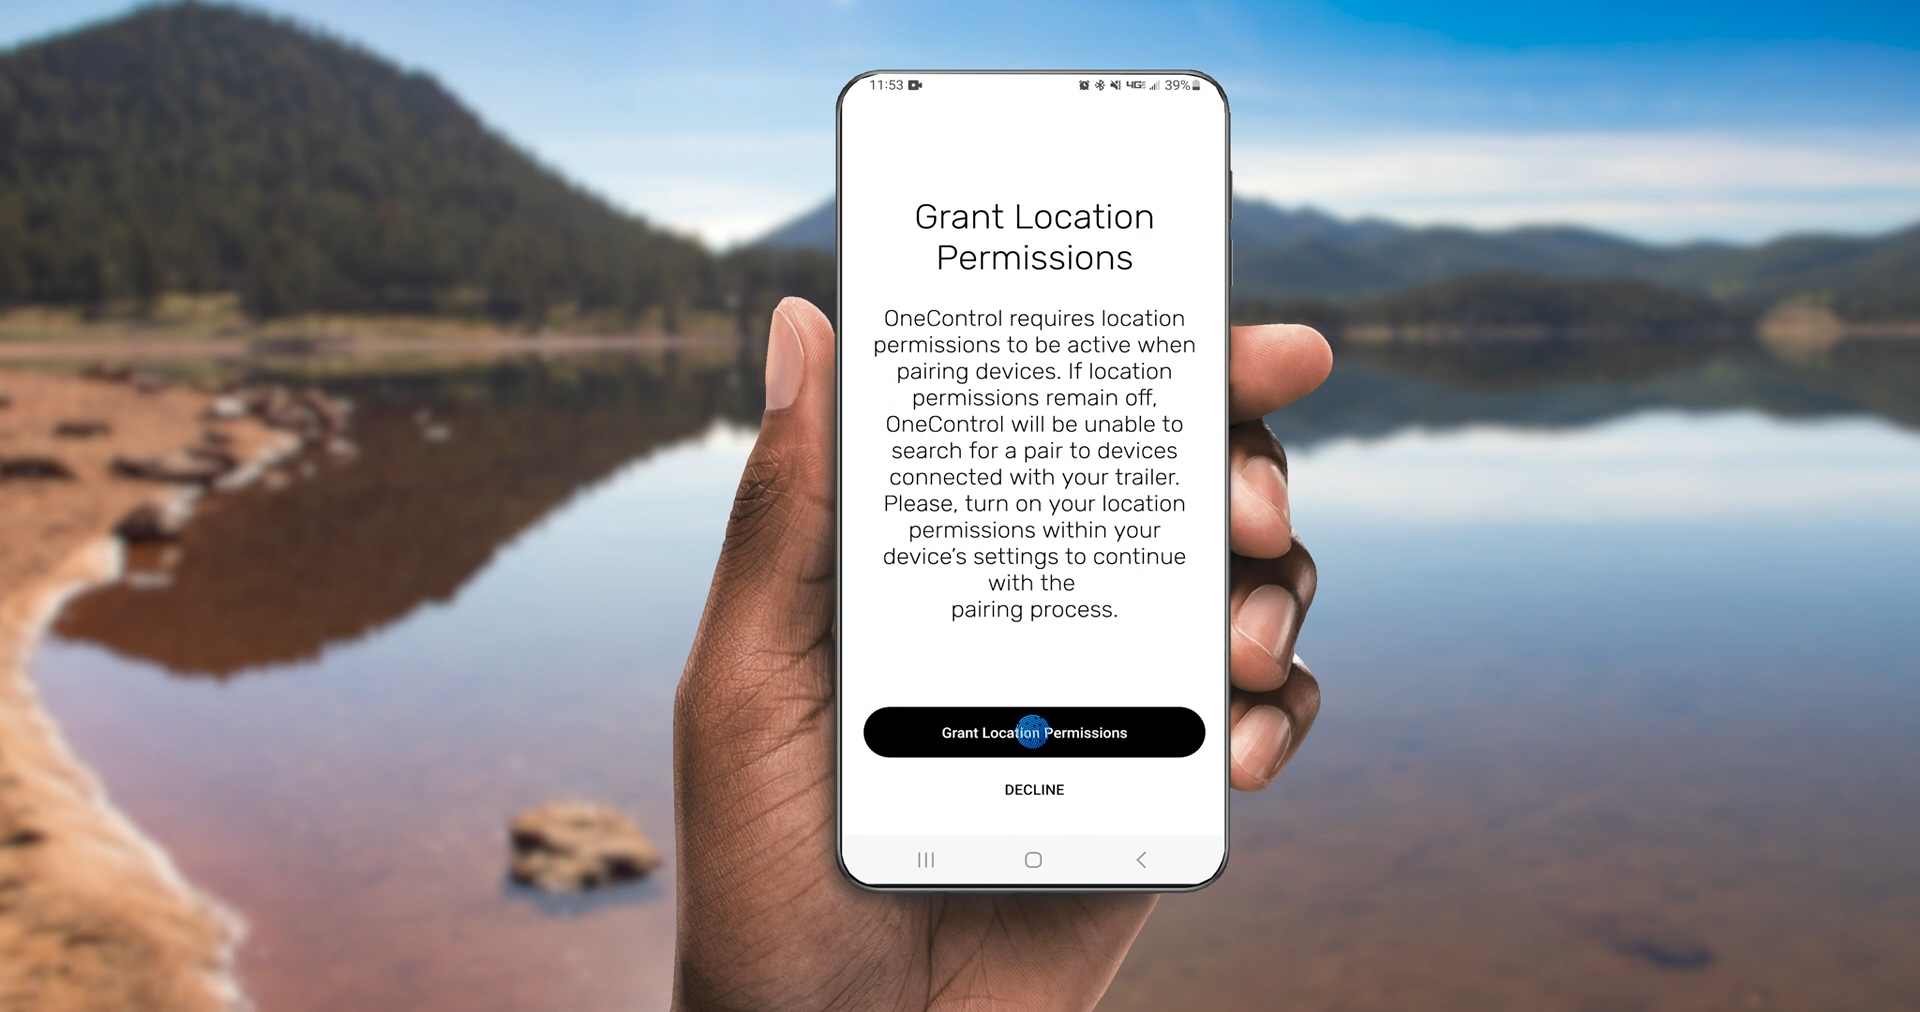 11:53 4GE 39%
Grant Location
Permissions
OneControl requires location
permissions to be active when
pairing devices. If location
permissions remain off,
OneControl will be unable to
search for a pair to devices
connected with your trailer.
Please, turn on your location
permissions within your
device's settings to continue
with the
pairing process.
Grant Location Permissions
DECLINE